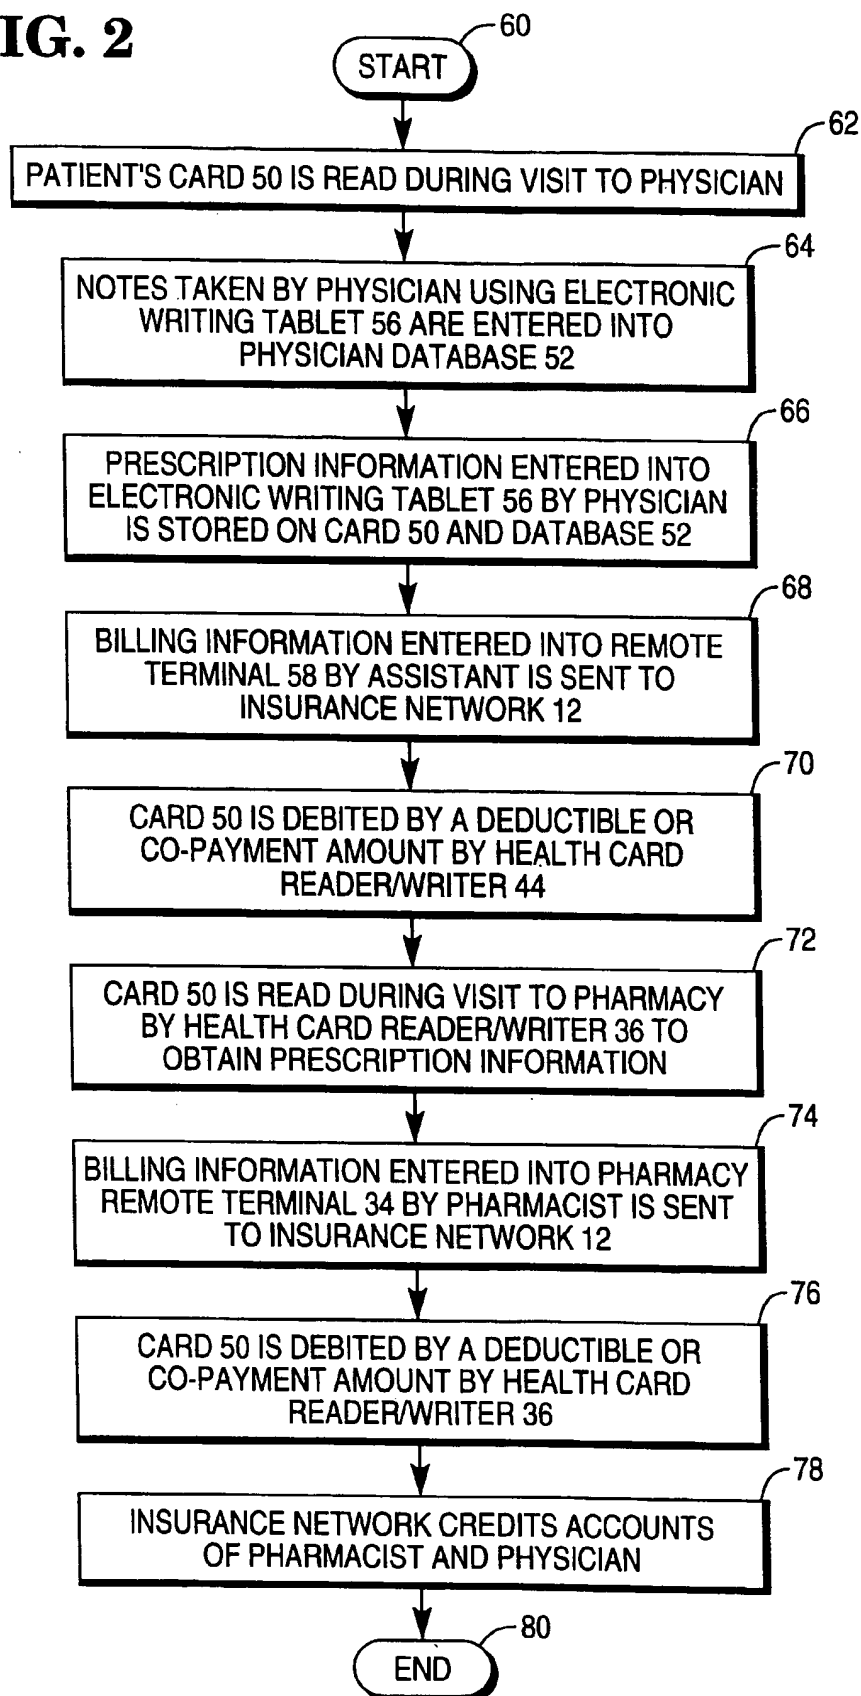 IG. 2
60
START
62
PATIENT'S CARD 50 IS READ DURING VISIT TO PHYSICIAN
64
NOTES TAKEN BY PHYSICIAN USING ELECTRONIC
WRITING TABLET 56 ARE ENTERED INTO
PHYSICIAN DATABASE 52
66
PRESCRIPTION INFORMATION ENTERED INTO
ELECTRONIC WRITING TABLET 56 BY PHYSICIAN
IS STORED ON CARD 50 AND DATABASE 52
68
BILLING INFORMATION ENTERED INTO REMOTE
TERMINAL 58 BY ASSISTANT IS SENT TO
INSURANCE NETWORK 12
70
CARD 50 IS DEBITED BY A DEDUCTIBLE OR
CO-PAYMENT AMOUNT BY HEALTH CARD
READER/WRITER 44
72
CARD 50 IS READ DURING VISIT TO PHARMACY
BY HEALTH CARD READER/WRITER 36 TO
OBTAIN PRESCRIPTION INFORMATION
74
BILLING INFORMATION ENTERED INTO PHARMACY
REMOTE TERMINAL 34 BY PHARMACIST IS SENT
TO INSURANCE NETWORK 12
76
CARD 50 IS DEBITED BY A DEDUCTIBLE OR
CO-PAYMENT AMOUNT BY HEALTH CARD
READER/WRITER 36
78
INSURANCE NETWORK CREDITS ACCOUNTS
OF PHARMACIST AND PHYSICIAN
80
END